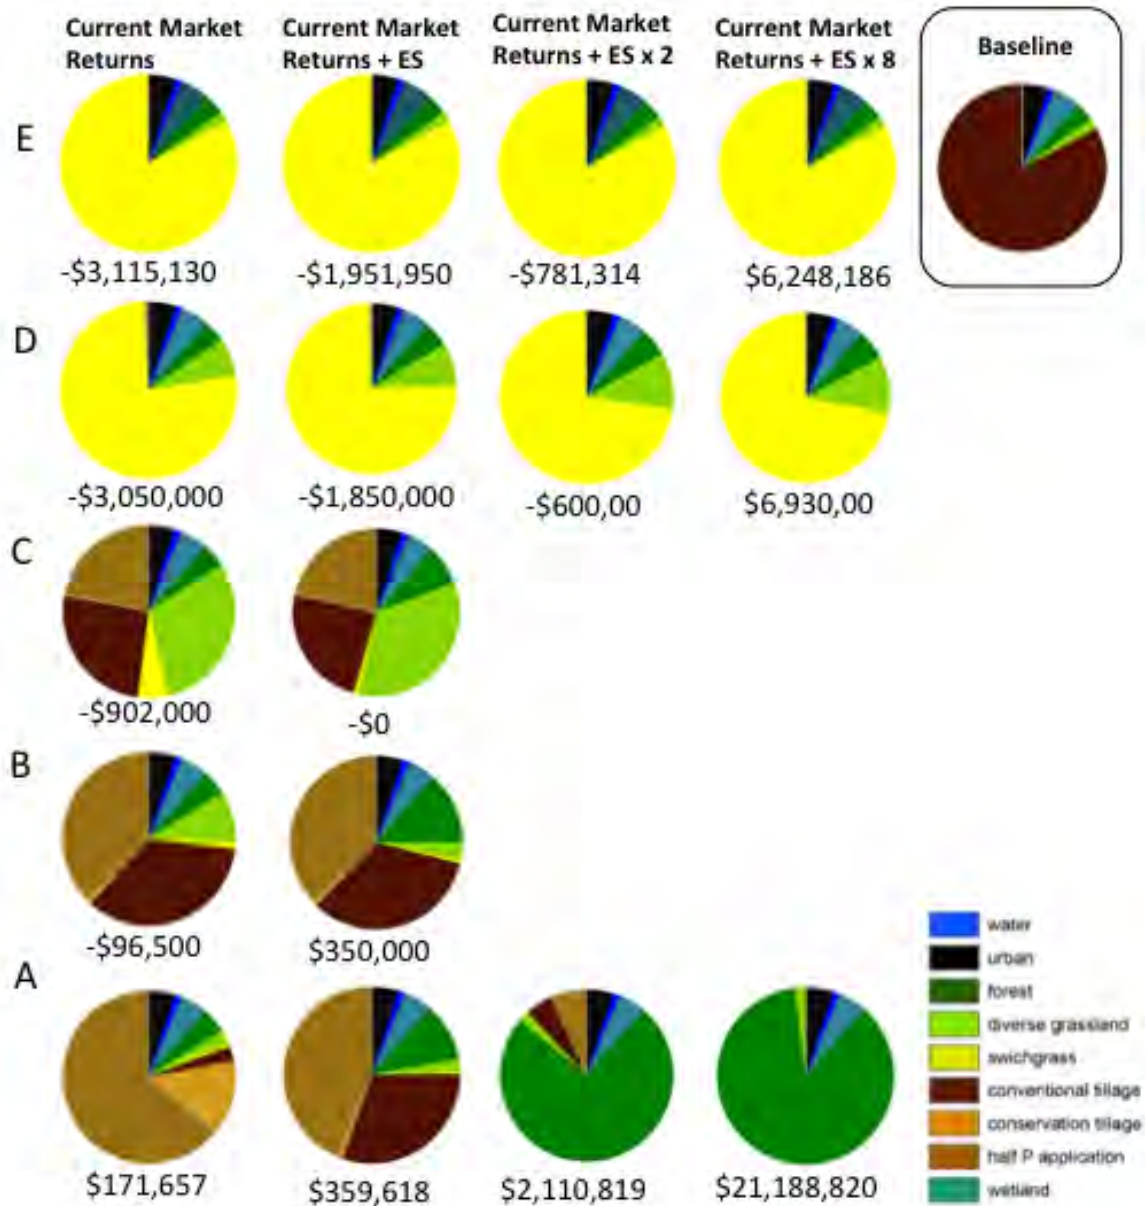 Current Market
Returns
Current Market
Returns + ES
Current Market
Returns + ES x 2
Current Market
Returns + ES x 8
Baseline
E
-$3,115,130
-$1,951,950
-$781,314
$6,248,186
D
-$3,050,000
-$1,850,000
-$600,00
$6,930,00
C
-$902,000
-$0
B
-$96,500
$350,000
A
$171,657
$359,618
$2,110,819
$21,188,820
water
urban
forest
diverse grassland
swichgrass
conventional tillage
conservation tillage
half P application
wetland